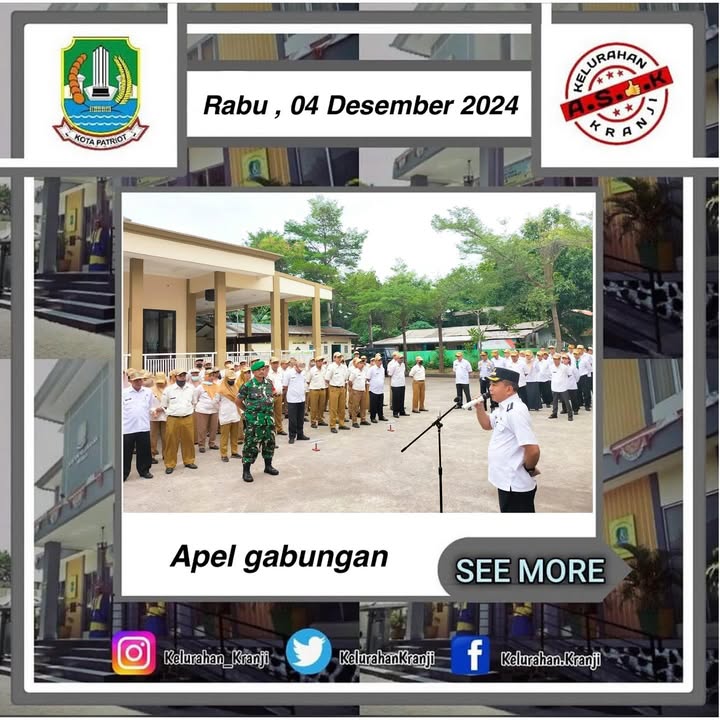 KOTA PATRIOT
Rabu , 04 Desember 2024
KELURAHAN
A.S.K
KRANJI
Apel gabungan
SEE MORE
Kelurahan_Kranji
KelurahanKranji
Kelurahan.Kranji